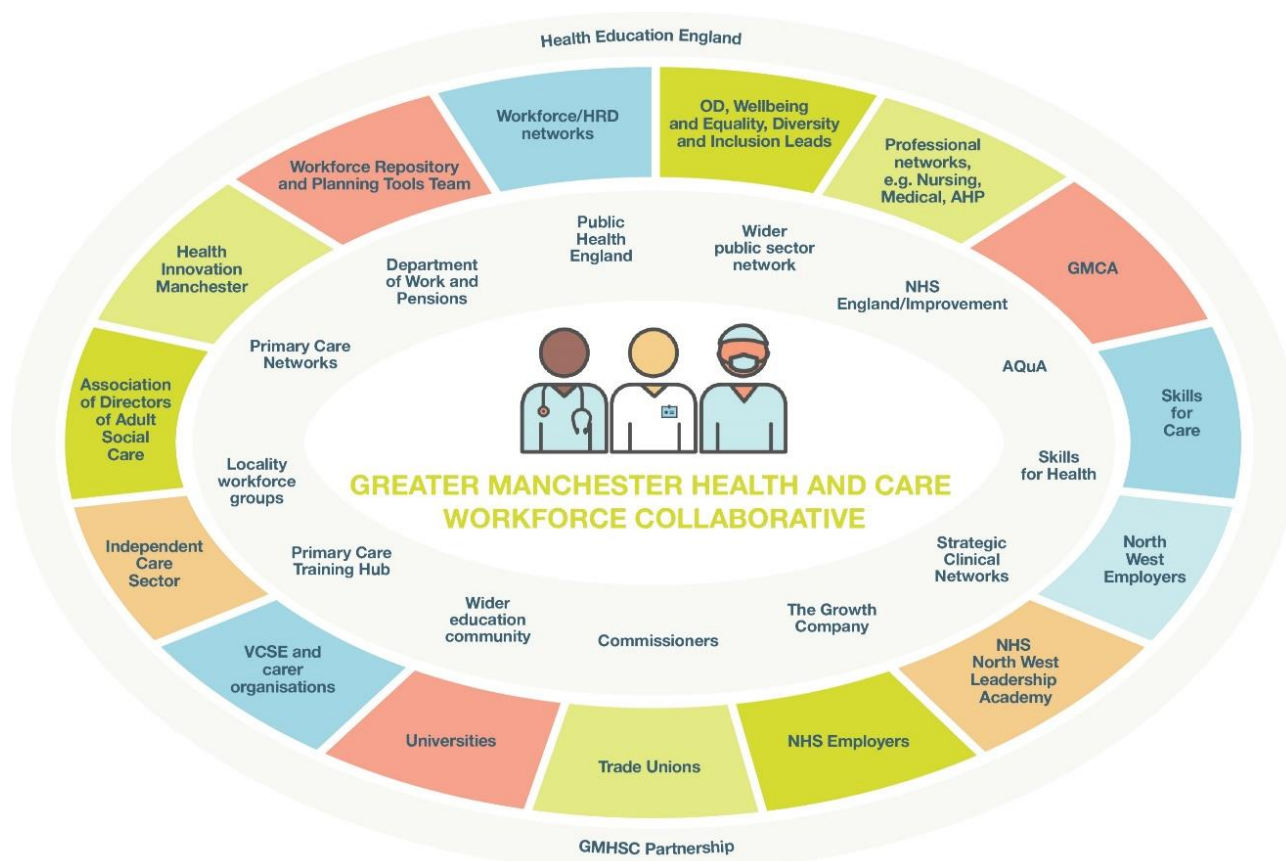 Health Education England
Workforce/HRD
networks
OD, Wellbeing
and Equality, Diversity
and Inclusion Leads
Professional
networks,
e.g. Nursing,
Medical, AHP
GMCA
Skills
for
Care
North
West
Employers
NHS
North West
Leadership
Academy
NHS Employers
Trade Unions
Universities
VCSE and
carer
organisations
Independent
Care
Sector
Association
of Directors
of Adult
Social
Care
Health
Innovation
Manchester
Workforce Repository
and Planning Tools Team
Public
Health
England
Wider
public sector
network
NHS
England/Improvement
AQuA
Skills
for Health
Strategic
Clinical
Networks
The Growth
Company
Commissioners
Wider
education
community
Primary Care
Training Hub
Locality
workforce
groups
Primary Care
Networks
Department
of Work and
Pensions
GREATER MANCHESTER HEALTH AND CARE
WORKFORCE COLLABORATIVE
GMHSC Partnership